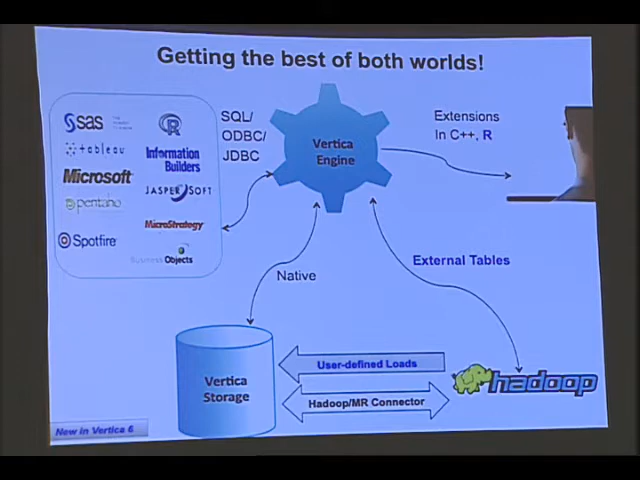 Getting the best of both worlds!
sas
R
tableau
Information
Builders
Microsoft
JASPERSOFT
pentaho
MicroStrategy
Spotfire
Business Objects
SQL/
ODBC/
JDBC
Vertica
Engine
Extensions
In C++, R
Native
External Tables
Vertica
Storage
User-defined Loads
Hadoop/MR Connector
hadoop
New in Vertica 6